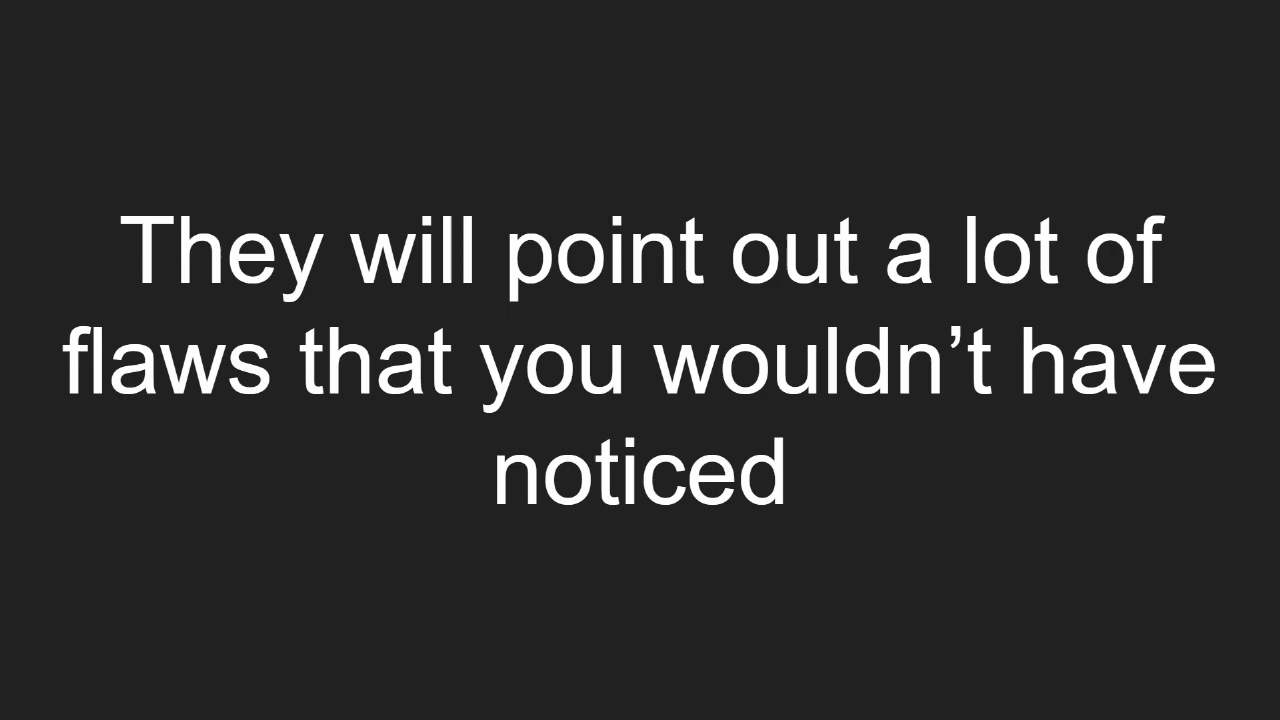 They will point out a lot of
flaws that you wouldn’t have
noticed